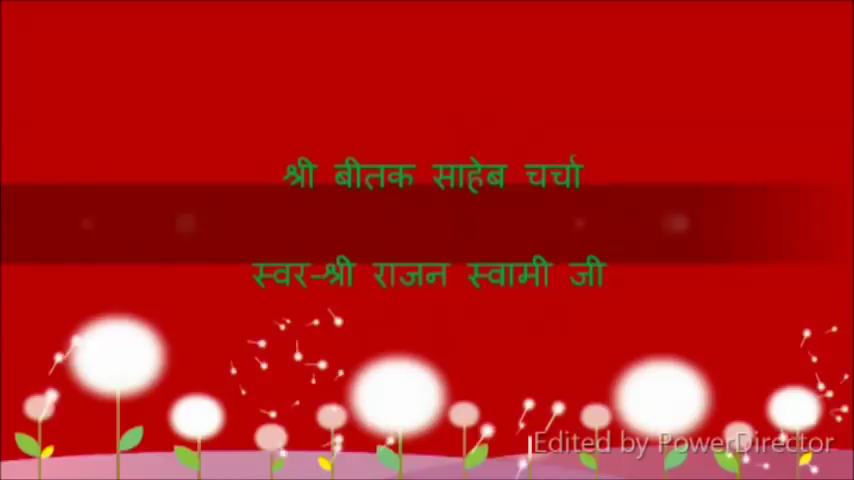 श्री बीतक साहेब चर्चा
स्वर-श्री राजन स्वामी जी
Edited by PowerDirector